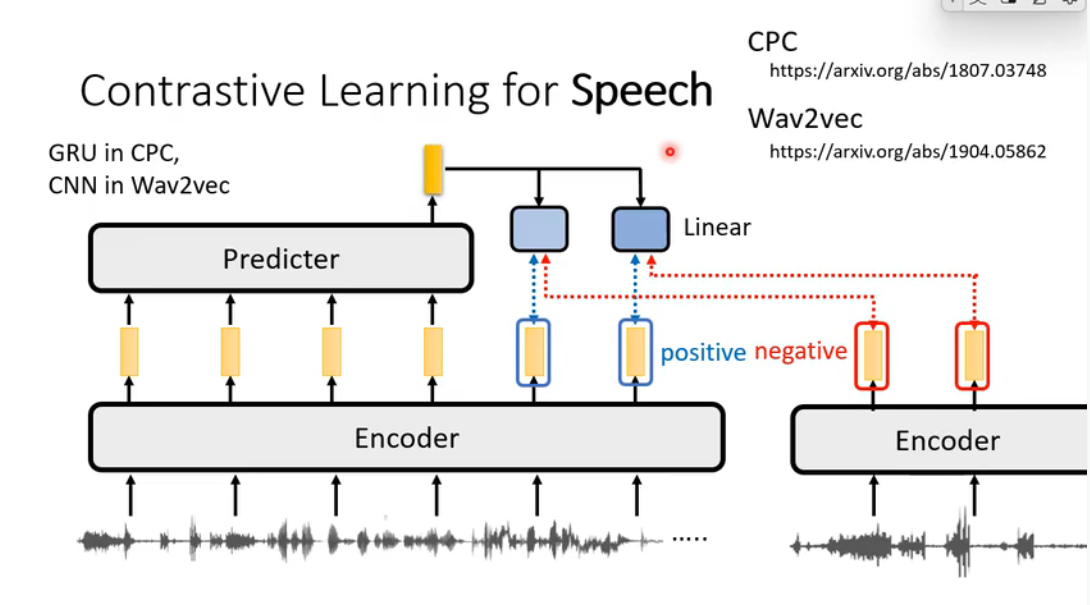 CPC
https://arxiv.org/abs/1807.03748
Contrastive Learning for Speech
Wav2vec
https://arxiv.org/abs/1904.05862
GRU in CPC,
CNN in Wav2vec
Predicter
Linear
positive negative
Encoder
Encoder
.....